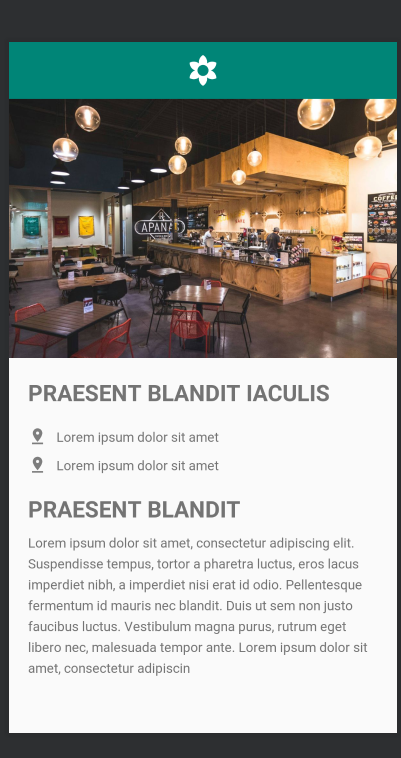 APANAS
COFFEE
PRAESENT BLANDIT IACULIS
Lorem ipsum dolor sit amet
Lorem ipsum dolor sit amet
PRAESENT BLANDIT
Lorem ipsum dolor sit amet, consectetur adipiscing elit.
Suspendisse tempus, tortor a pharetra luctus, eros lacus
imperdiet nibh, a imperdiet nisi erat id odio. Pellentesque
fermentum id mauris nec blandit. Duis ut sem non justo
faucibus luctus. Vestibulum magna purus, rutrum eget
libero nec, malesuada tempor ante. Lorem ipsum dolor sit
amet, consectetur adipiscin